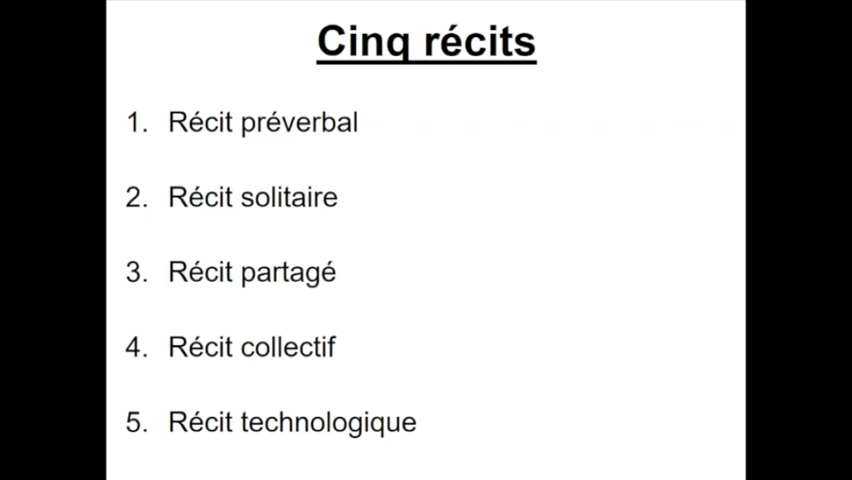 Cinq récits
1. Récit préverbal
2. Récit solitaire
3. Récit partagé
4. Récit collectif
5. Récit technologique